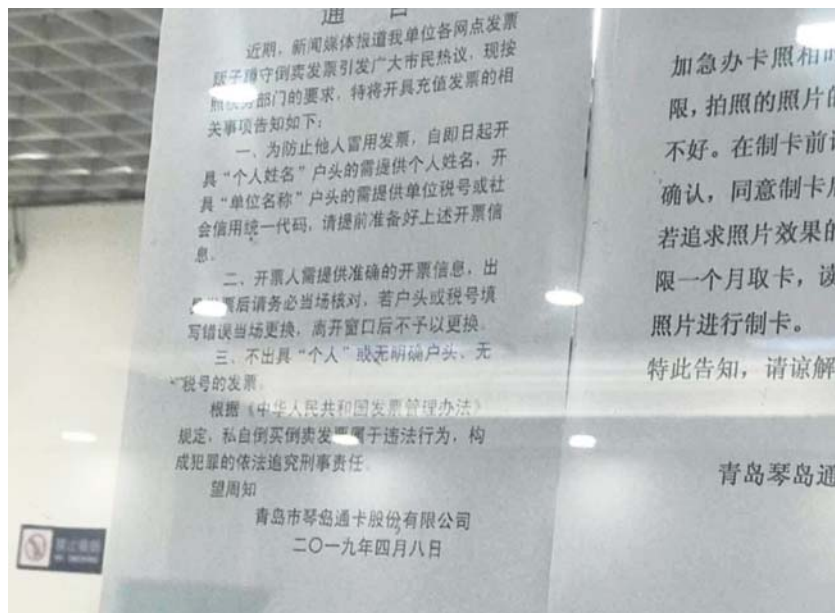 通 告
近期，新闻媒体报道我单位各网点发票
贩子蹲守倒卖发票引发广大市民热议，现按
照税务部门的要求，特将开具充值发票的相
关事项告知如下：
一、为防止他人冒用发票，自即日起开
具“个人姓名”户头的需提供个人姓名，开
具“单位名称”户头的需提供单位税号或社
会信用统一代码，请提前准备好上述开票信
息。
二、开票人需提供准确的开票信息，出
具发票后请务必当场核对，若户头或税号填
写错误当场更换，离开窗口后不予以更换。
三、不出具“个人”或无明确户头、无
税号的发票。
根据《中华人民共和国发票管理办法》
规定，私自倒买倒卖发票属于违法行为，构
成犯罪的依法追究刑事责任。
望周知
青岛市琴岛通卡股份有限公司
二〇一九年四月八日
加急办卡照相时
限，拍照的照片的
不好。在制卡前请
确认，同意制卡后
若追求照片效果的
限一个月取卡，读
照片进行制卡。
特此告知，请谅解
青岛琴岛通
禁止吸烟
NO SMOKING